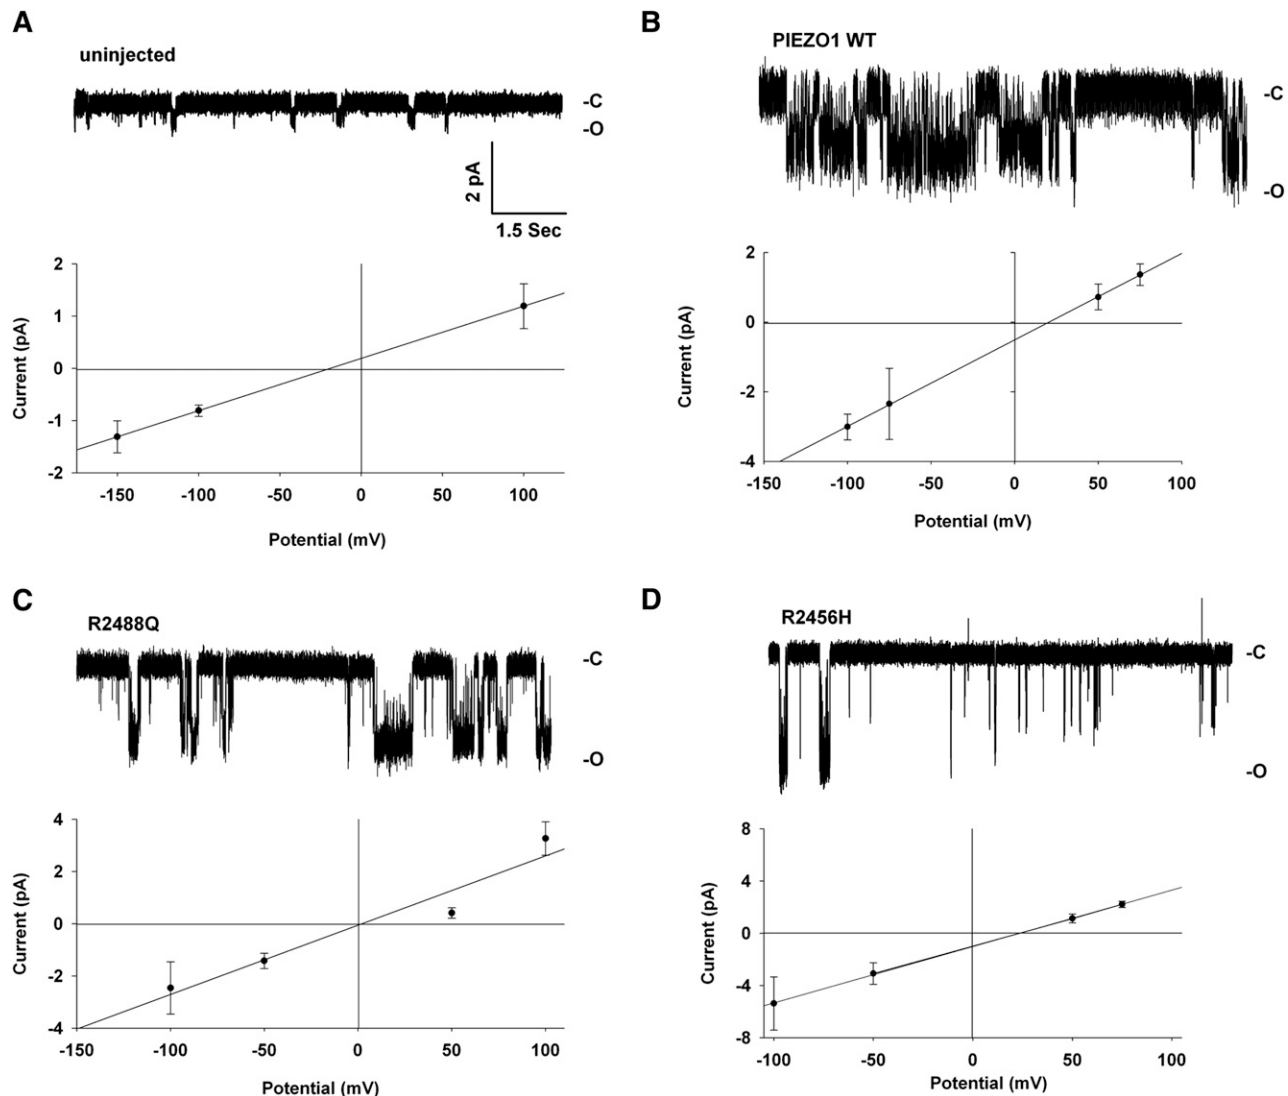 A
uninjected
-C
-O
2 pA
1.5 Sec
2
1
0
-1
-2
Current (pA)
-150 -100 -50 0 50 100
Potential (mV)
B
PIEZO1 WT
-C
-O
2
0
-2
-4
Current (pA)
-150 -100 -50 0 50 100
Potential (mV)
C
R2488Q
-C
-O
4
2
0
-2
-4
Current (pA)
-150 -100 -50 0 50 100
Potential (mV)
D
R2456H
-C
-O
8
4
0
-4
-8
Current (pA)
-100 -50 0 50 100
Potential (mV)